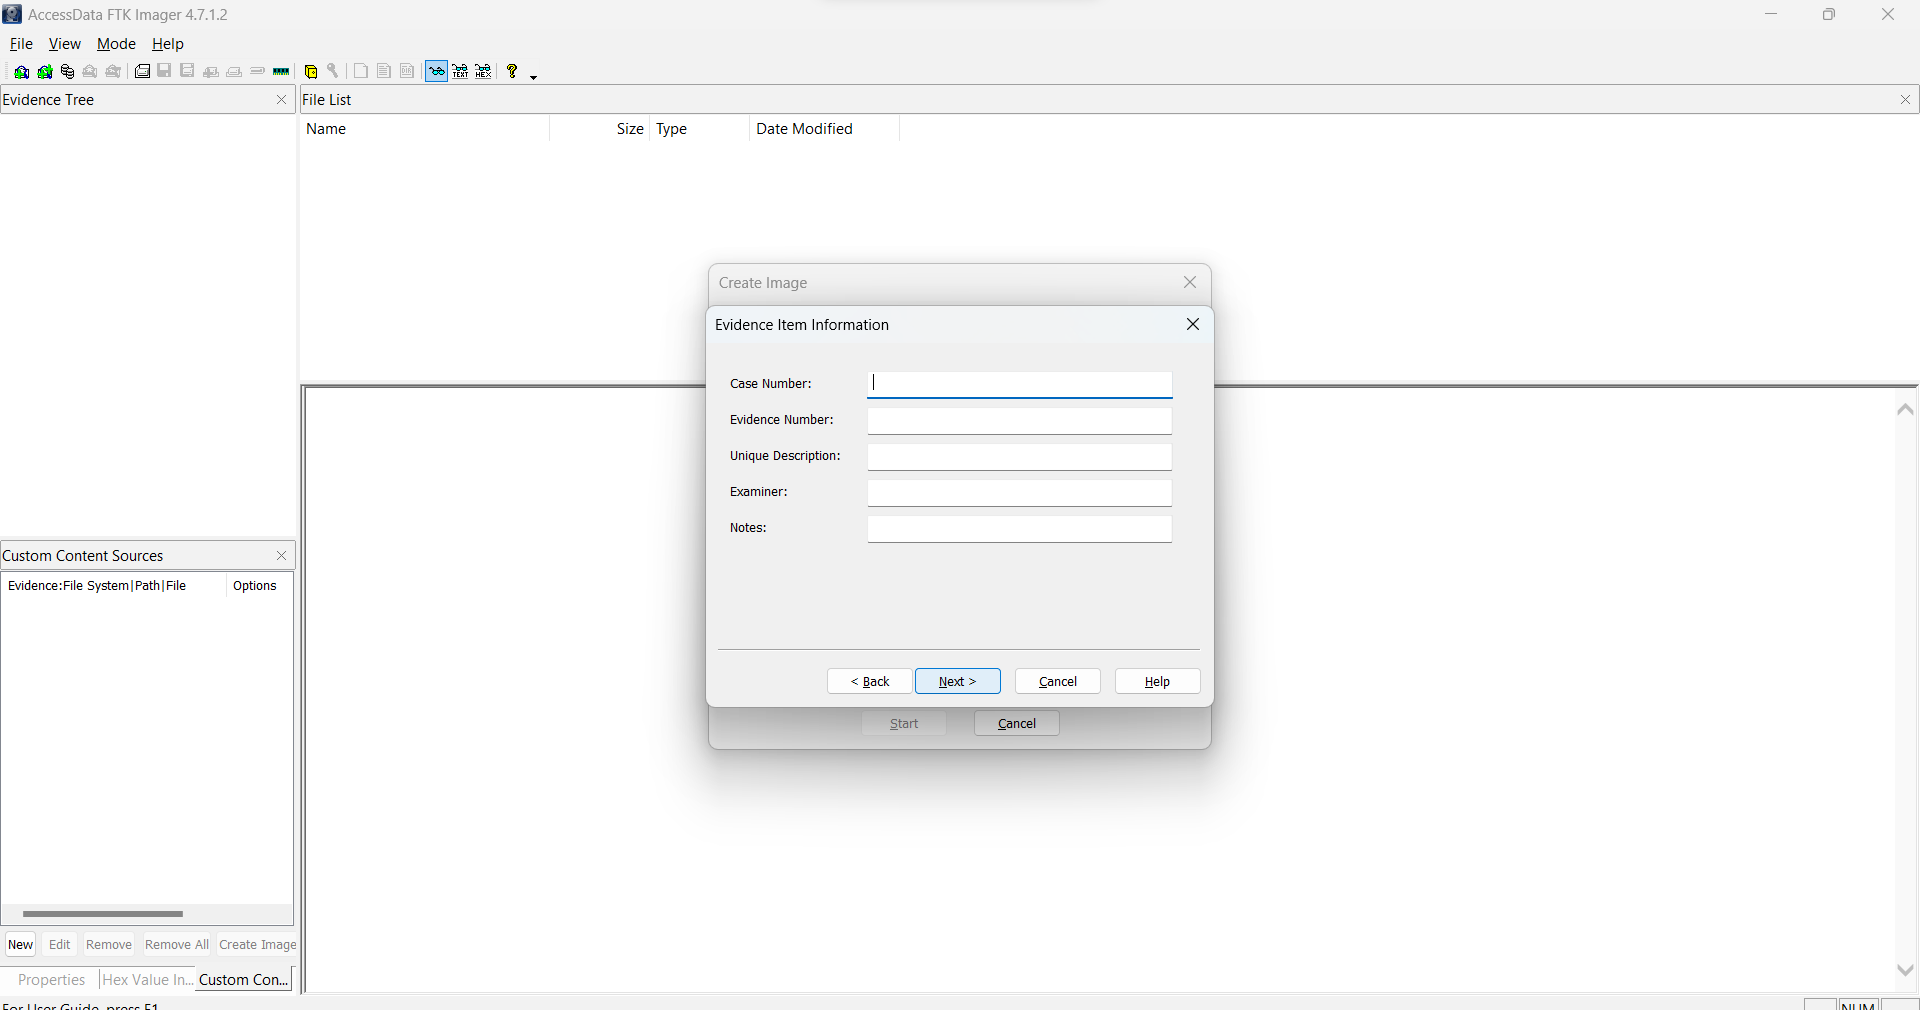 AccessData FTK Imager 4.7.1.2
File View Mode Help
TEXT HEX ?
Evidence Tree
File List
Name Size Type Date Modified
Create Image
Evidence Item Information
Case Number:
Evidence Number:
Unique Description:
Examiner:
Notes:
< Back Next > Cancel Help
Start Cancel
Custom Content Sources
Evidence:File System|Path|File Options
New Edit Remove Remove All Create Image
Properties Hex Value In... Custom Con...
For User Guide, press F1
NUM